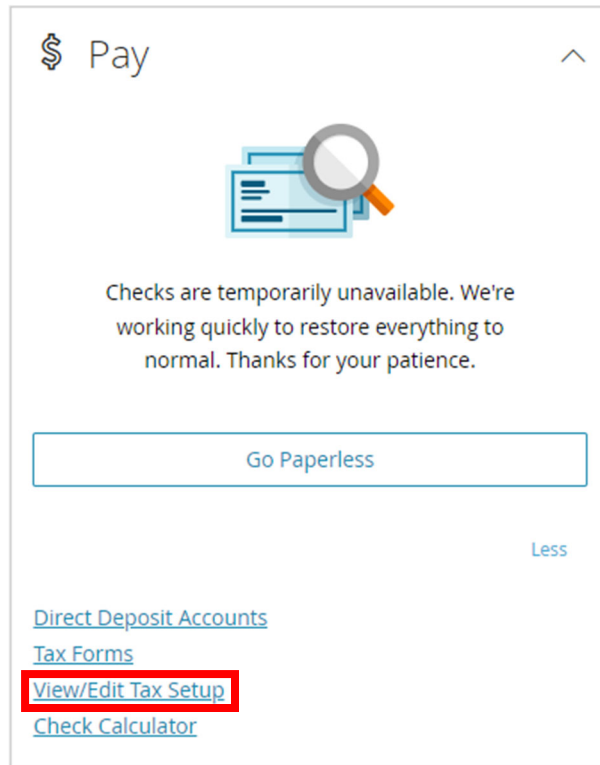 $ Pay
Checks are temporarily unavailable. We're
working quickly to restore everything to
normal. Thanks for your patience.
Go Paperless
Less
Direct Deposit Accounts
Tax Forms
View/Edit Tax Setup
Check Calculator